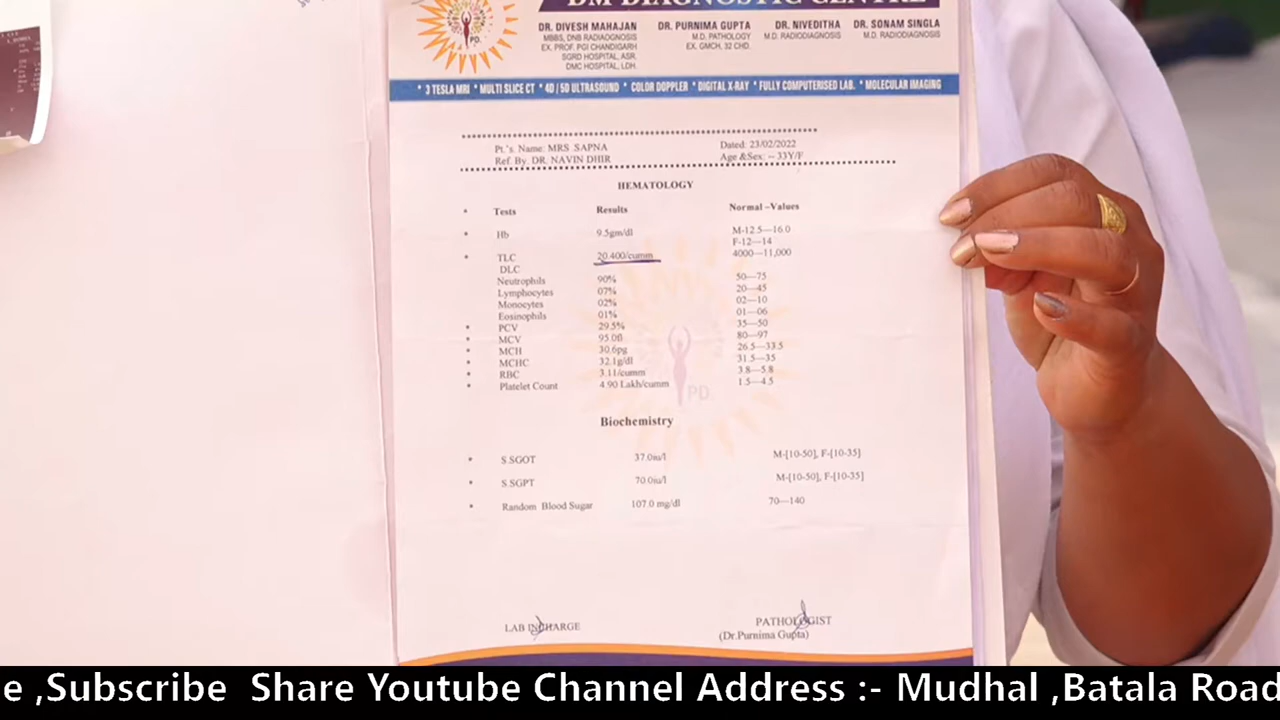 DM DIAGNOSTIC CENTRE
DR. DIVESH MAHAJAN DR. PURNIMA GUPTA DR. NIVEDITHA DR. SONAM SINGLA
MBBS, DNB RADIAOGNOSIS M.D. PATHOLOGY M.D. RADIODIAGNOSIS M.D. RADIODIAGNOSIS
EX. PROF. PGI CHANDIGARH EX. GMCH, 32 CHD.
SGRD HOSPITAL, ASR.
DMC HOSPITAL, LDH.
PD.
* 3 TESLA MRI * MULTI SLICE CT * 4D / 5D ULTRASOUND * COLOR DOPPLER * DIGITAL X-RAY * FULLY COMPUTERISED LAB. * MOLECULAR IMAGING
Pt.'s. Name: MRS SAPNA Dated: 23/02/2022
Ref. By. DR. NAVIN DHIR Age &Sex: -- 33Y/F
HEMATOLOGY
Tests Results Normal –Values
Hb 9.5gm/dl M-12.5---16.0
F-12---14
TLC 20.400/cumm 4000---11,000
DLC
Neutrophils 90% 50---75
Lymphocytes 07% 20---45
Monocytes 02% 02---10
Eosinophils 01% 01---06
PCV 29.5% 35---50
MCV 95.0fl 80---97
MCH 30.6pg 26.5---33.5
MCHC 32.1g/dl 31.5---35
RBC 3.11/cumm 3.8---5.8
Platelet Count 4.90 Lakh/cumm 1.5---4.5
PD.
Biochemistry
S SGOT 37.0iu/l M-[10-50], F-[10-35]
S SGPT 70.0iu/l M-[10-50], F-[10-35]
Random Blood Sugar 107.0 mg/dl 70---140
LAB INCHARGE PATHOLOGIST
(Dr.Purnima Gupta)
e ,Subscribe Share Youtube Channel Address :- Mudhal ,Batala Road